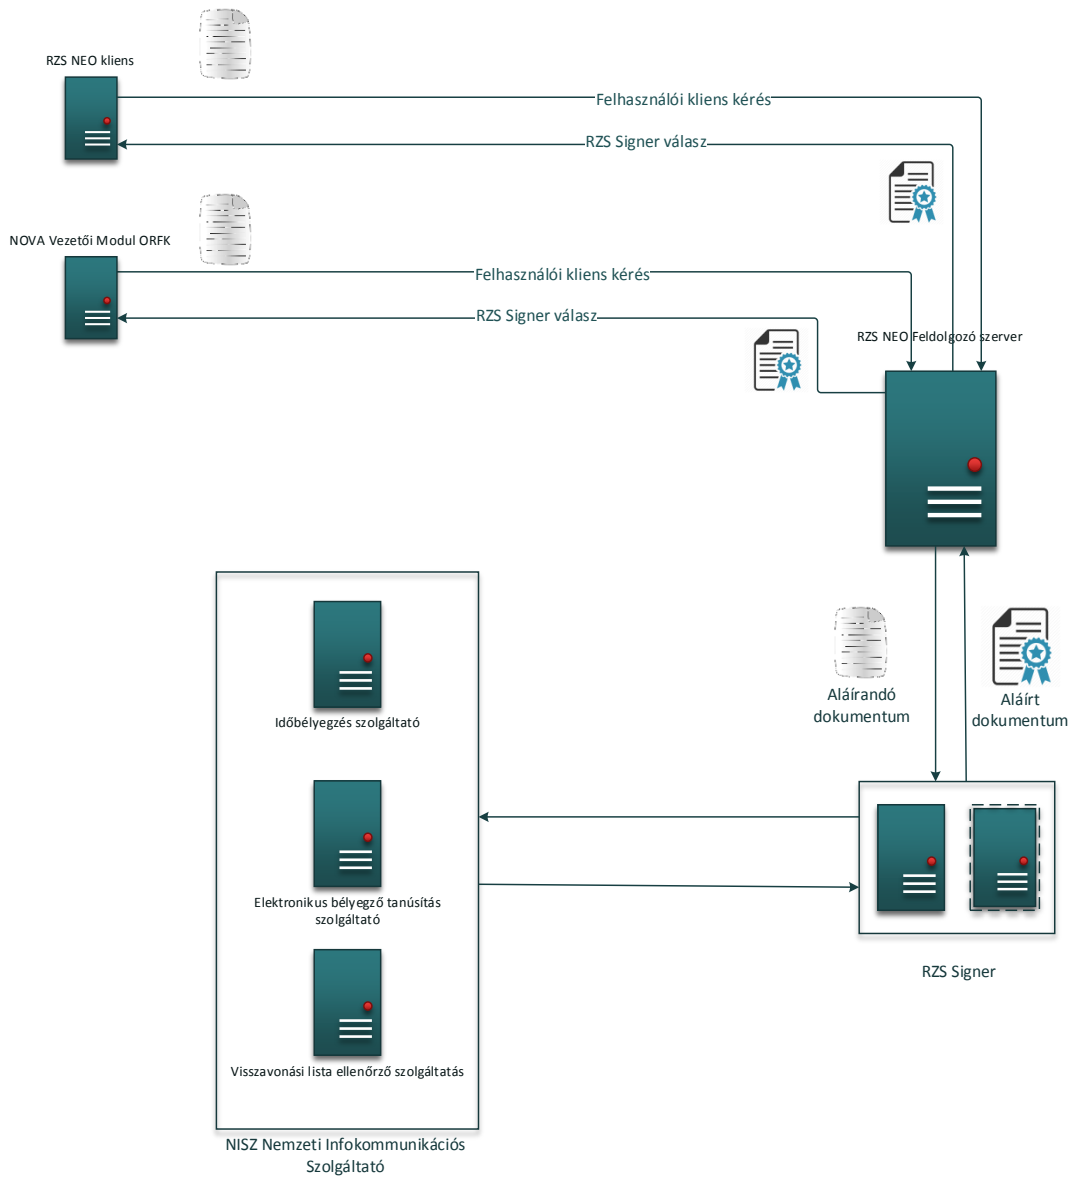 RZS NEO kliens
Felhasználói kliens kérés
RZS Signer válasz
NOVA Vezetői Modul ORFK
Felhasználói kliens kérés
RZS Signer válasz
RZS NEO Feldolgozó szerver
Aláírandó
dokumentum
Aláírt
dokumentum
Időbélyegzés szolgáltató
Elektronikus bélyegző tanúsítás
szolgáltató
RZS Signer
Visszavonási lista ellenőrző szolgáltatás
NISZ Nemzeti Infokommunikációs
Szolgáltató